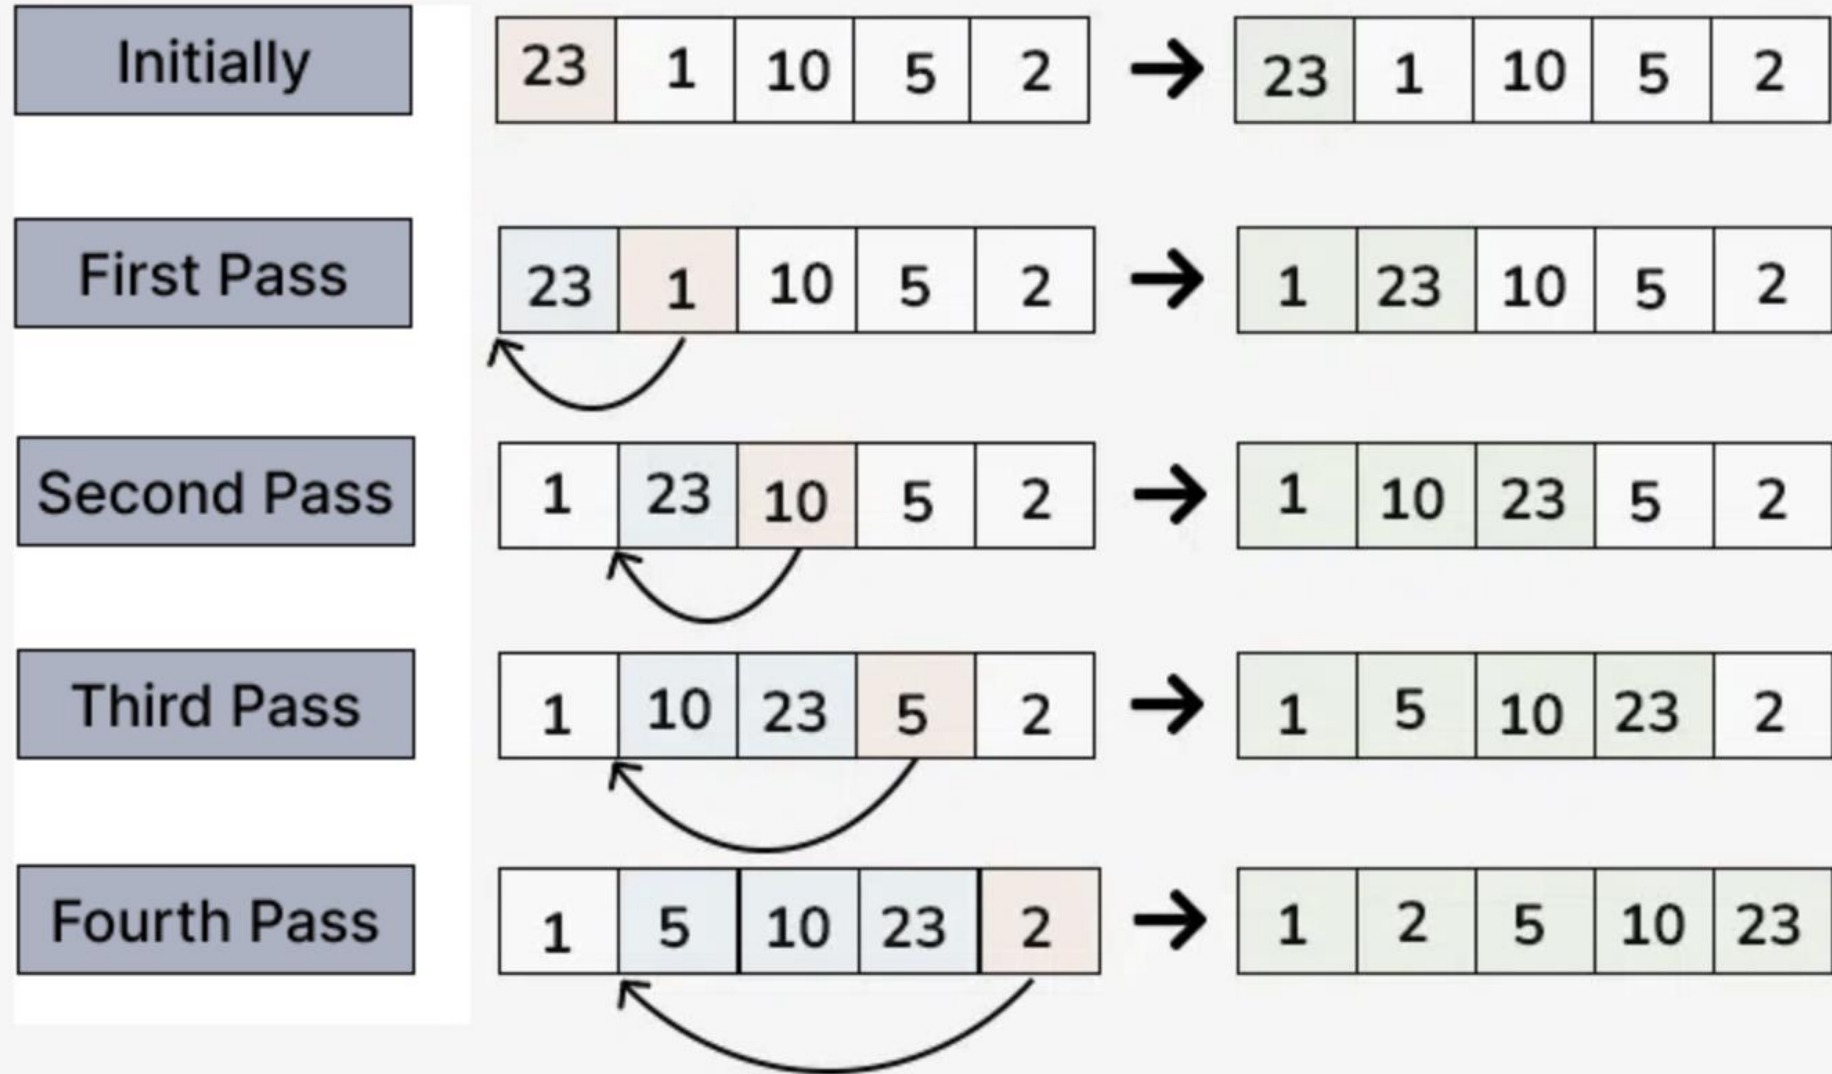 Initially 23 1 10 5 2 → 23 1 10 5 2
First Pass 23 1 10 5 2 → 1 23 10 5 2
Second Pass 1 23 10 5 2 → 1 10 23 5 2
Third Pass 1 10 23 5 2 → 1 5 10 23 2
Fourth Pass 1 5 10 23 2 → 1 2 5 10 23